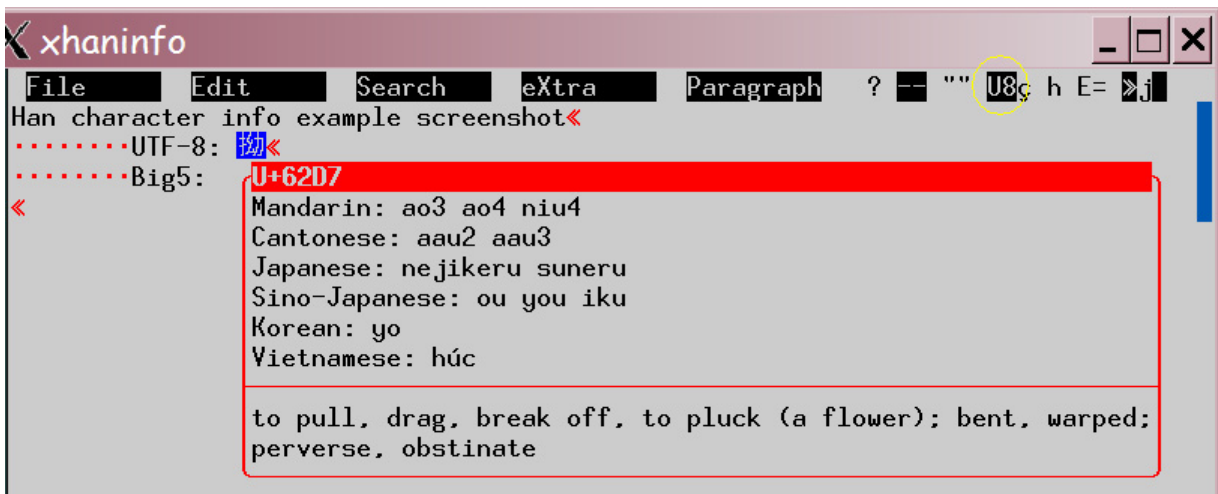 xhaninfo
File Edit Search eXtra Paragraph ? -- "" U8ç h E= »j
Han character info example screenshot«
········UTF-8: 拗«
········Big5: U+62D7
«
Mandarin: ao3 ao4 niu4
Cantonese: aau2 aau3
Japanese: nejikeru suneru
Sino-Japanese: ou you iku
Korean: yo
Vietnamese: húc
to pull, drag, break off, to pluck (a flower); bent, warped;
perverse, obstinate